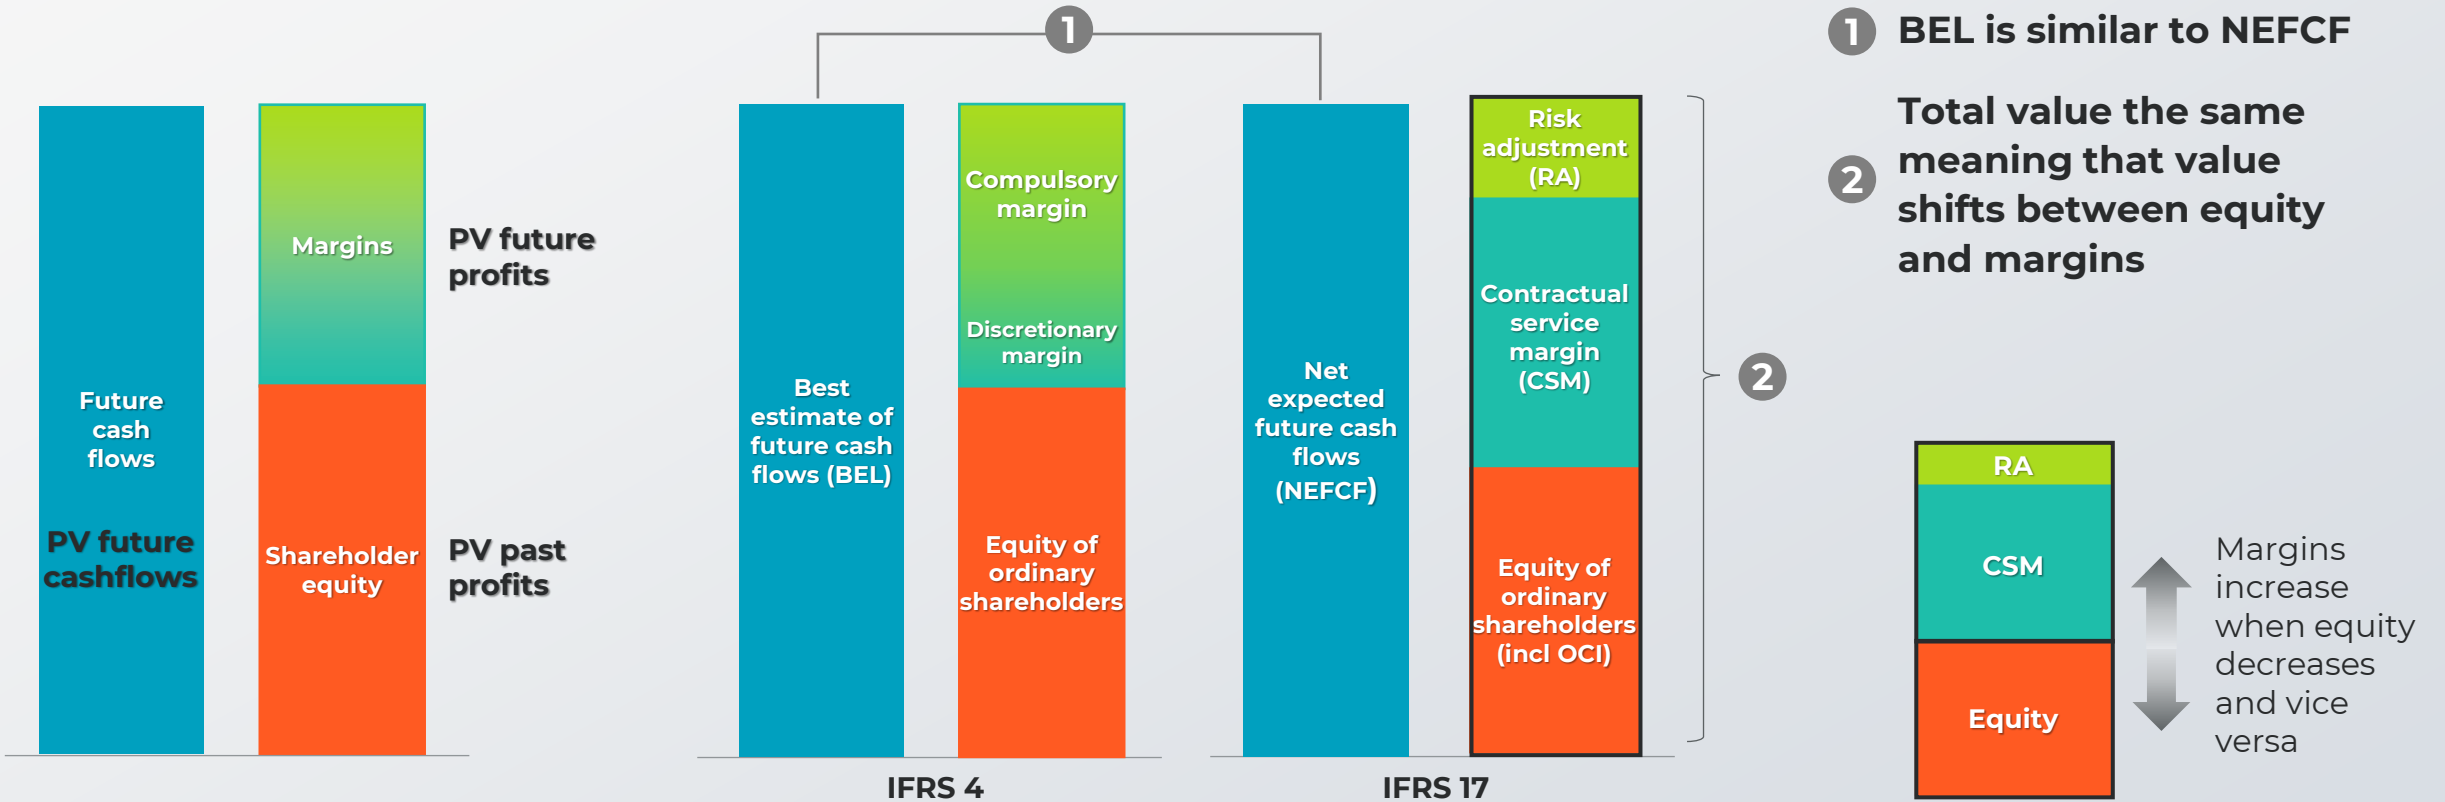 Future
cash
flows
PV future
cashflows
Margins
Shareholder
equity
PV future
profits
PV past
profits
1
Best
estimate of
future cash
flows (BEL)
Compulsory
margin
Discretionary
margin
Equity of
ordinary
shareholders
IFRS 4
Net
expected
future cash
flows
(NEFCF)
Risk
adjustment
(RA)
Contractual
service
margin
(CSM)
Equity of
ordinary
shareholders
(incl OCI)
IFRS 17
2
1 BEL is similar to NEFCF
2 Total value the same
meaning that value
shifts between equity
and margins
RA
CSM
Equity
Margins
increase
when equity
decreases
and vice
versa